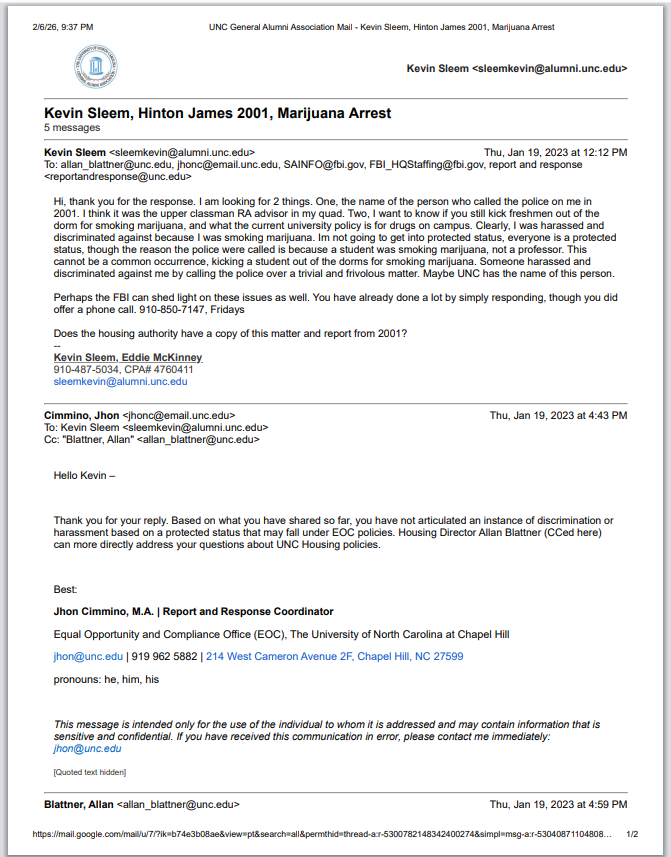 2/6/26, 9:37 PM
UNC General Alumni Association Mail - Kevin Sleem, Hinton James 2001, Marijuana Arrest
Kevin Sleem <sleemkevin@alumni.unc.edu>
Kevin Sleem, Hinton James 2001, Marijuana Arrest
5 messages
Kevin Sleem <sleemkevin@alumni.unc.edu>
Thu, Jan 19, 2023 at 12:12 PM
To: allan_blattner@unc.edu, jhonc@email.unc.edu, SAINFO@fbi.gov, FBI_HQStaffing@fbi.gov, report and response
<reportandresponse@unc.edu>
Hi, thank you for the response. I am looking for 2 things. One, the name of the person who called the police on me in
2001. I think it was the upper classman RA advisor in my quad. Two, I want to know if you still kick freshmen out of the
dorm for smoking marijuana, and what the current university policy is for drugs on campus. Clearly, I was harassed and
discriminated against because I was smoking marijuana. Im not going to get into protected status, everyone is a protected
status, though the reason the police were called is because a student was smoking marijuana, not a professor. This
cannot be a common occurrence, kicking a student out of the dorms for smoking marijuana. Someone harassed and
discriminated against me by calling the police over a trivial and frivolous matter. Maybe UNC has the name of this person.
Perhaps the FBI can shed light on these issues as well. You have already done a lot by simply responding, though you did
offer a phone call. 910-850-7147, Fridays
Does the housing authority have a copy of this matter and report from 2001?
--
Kevin Sleem, Eddie McKinney
910-487-5034, CPA# 4760411
sleemkevin@alumni.unc.edu
Cimmino, Jhon <jhonc@email.unc.edu>
Thu, Jan 19, 2023 at 4:43 PM
To: Kevin Sleem <sleemkevin@alumni.unc.edu>
Cc: "Blattner, Allan" <allan_blattner@unc.edu>
Hello Kevin –
Thank you for your reply. Based on what you have shared so far, you have not articulated an instance of discrimination or
harassment based on a protected status that may fall under EOC policies. Housing Director Allan Blattner (CCed here)
can more directly address your questions about UNC Housing policies.
Best:
Jhon Cimmino, M.A. | Report and Response Coordinator
Equal Opportunity and Compliance Office (EOC), The University of North Carolina at Chapel Hill
jhon@unc.edu | 919 962 5882 | 214 West Cameron Avenue 2F, Chapel Hill, NC 27599
pronouns: he, him, his
This message is intended only for the use of the individual to whom it is addressed and may contain information that is
sensitive and confidential. If you have received this communication in error, please contact me immediately:
jhon@unc.edu
[Quoted text hidden]
Blattner, Allan <allan_blattner@unc.edu>
Thu, Jan 19, 2023 at 4:59 PM
https://mail.google.com/mail/u/7/?ik=b74e3b08ae&view=pt&search=all&permthid=thread-a:r-5300782148342400274&simpl=msg-a:r-53040871104808...
1/2